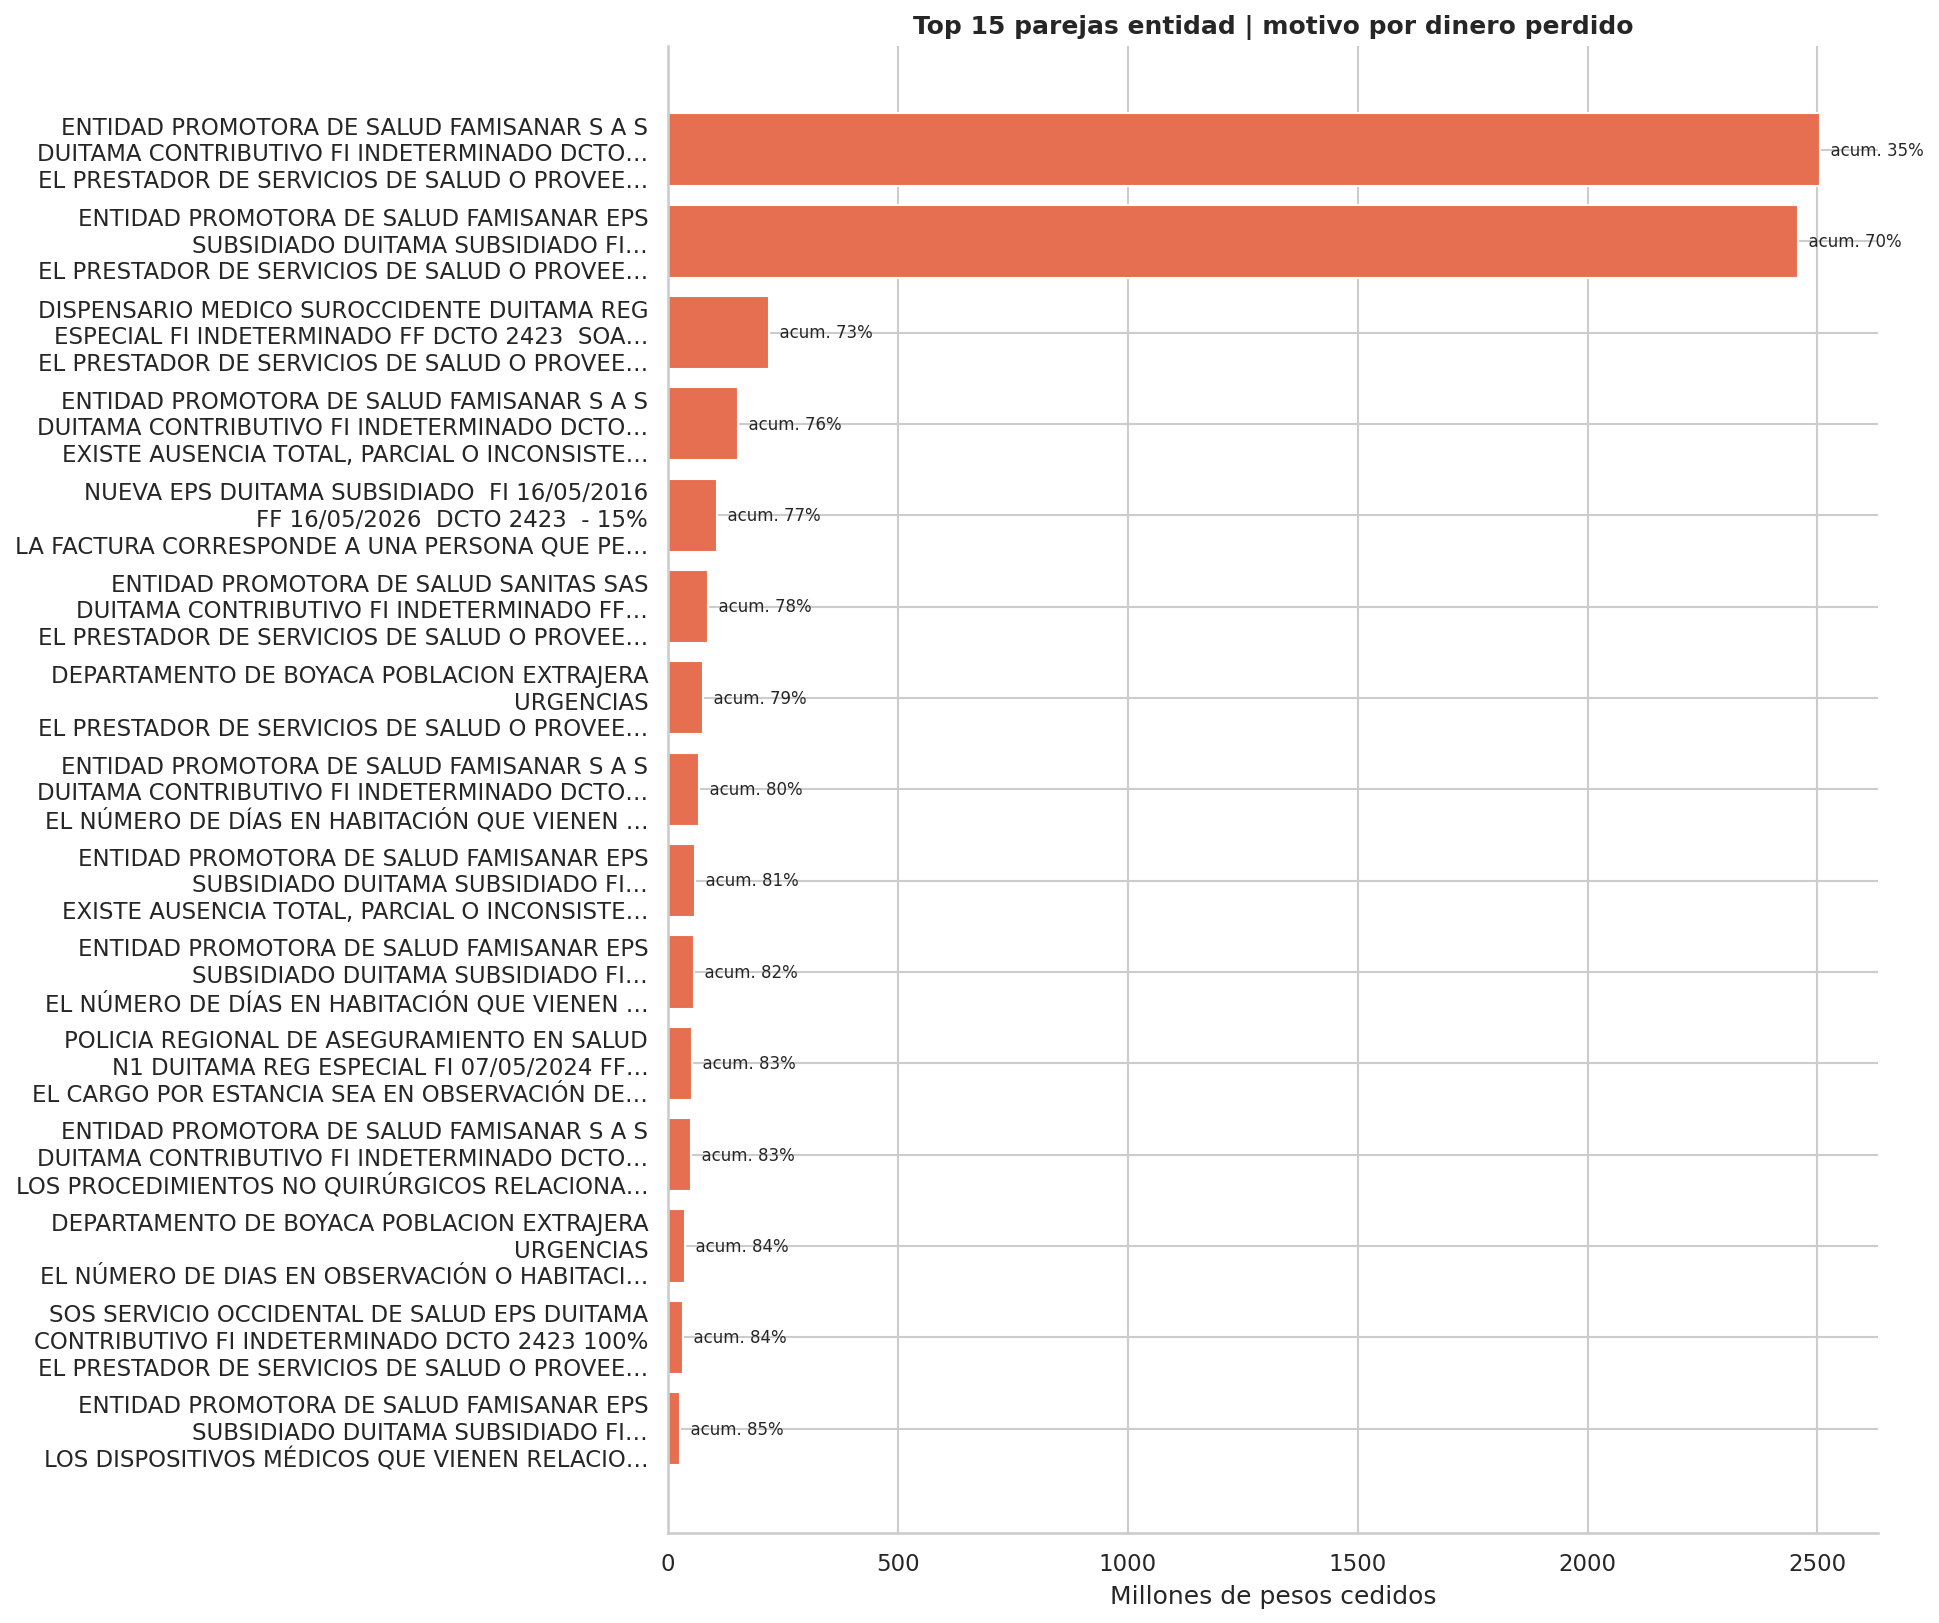 Top 15 parejas entidad | motivo por dinero perdido
ENTIDAD PROMOTORA DE SALUD FAMISANAR S A S
DUITAMA CONTRIBUTIVO FI INDETERMINADO DCTO…
EL PRESTADOR DE SERVICIOS DE SALUD O PROVEE…
acum. 35%
ENTIDAD PROMOTORA DE SALUD FAMISANAR EPS
SUBSIDIADO DUITAMA SUBSIDIADO FI…
EL PRESTADOR DE SERVICIOS DE SALUD O PROVEE…
acum. 70%
DISPENSARIO MEDICO SUROCCIDENTE DUITAMA REG
ESPECIAL FI INDETERMINADO FF DCTO 2423  SOA…
EL PRESTADOR DE SERVICIOS DE SALUD O PROVEE…
acum. 73%
ENTIDAD PROMOTORA DE SALUD FAMISANAR S A S
DUITAMA CONTRIBUTIVO FI INDETERMINADO DCTO…
EXISTE AUSENCIA TOTAL, PARCIAL O INCONSISTE…
acum. 76%
NUEVA EPS DUITAMA SUBSIDIADO  FI 16/05/2016
FF 16/05/2026  DCTO 2423  - 15%
LA FACTURA CORRESPONDE A UNA PERSONA QUE PE…
acum. 77%
ENTIDAD PROMOTORA DE SALUD SANITAS SAS
DUITAMA CONTRIBUTIVO FI INDETERMINADO FF…
EL PRESTADOR DE SERVICIOS DE SALUD O PROVEE…
acum. 78%
DEPARTAMENTO DE BOYACA POBLACION EXTRAJERA
URGENCIAS
EL PRESTADOR DE SERVICIOS DE SALUD O PROVEE…
acum. 79%
ENTIDAD PROMOTORA DE SALUD FAMISANAR S A S
DUITAMA CONTRIBUTIVO FI INDETERMINADO DCTO…
EL NÚMERO DE DÍAS EN HABITACIÓN QUE VIENEN …
acum. 80%
ENTIDAD PROMOTORA DE SALUD FAMISANAR EPS
SUBSIDIADO DUITAMA SUBSIDIADO FI…
EXISTE AUSENCIA TOTAL, PARCIAL O INCONSISTE…
acum. 81%
ENTIDAD PROMOTORA DE SALUD FAMISANAR EPS
SUBSIDIADO DUITAMA SUBSIDIADO FI…
EL NÚMERO DE DÍAS EN HABITACIÓN QUE VIENEN …
acum. 82%
POLICIA REGIONAL DE ASEGURAMIENTO EN SALUD
N1 DUITAMA REG ESPECIAL FI 07/05/2024 FF…
EL CARGO POR ESTANCIA SEA EN OBSERVACIÓN DE…
acum. 83%
ENTIDAD PROMOTORA DE SALUD FAMISANAR S A S
DUITAMA CONTRIBUTIVO FI INDETERMINADO DCTO…
LOS PROCEDIMIENTOS NO QUIRÚRGICOS RELACIONA…
acum. 83%
DEPARTAMENTO DE BOYACA POBLACION EXTRAJERA
URGENCIAS
EL NÚMERO DE DIAS EN OBSERVACIÓN O HABITACI…
acum. 84%
SOS SERVICIO OCCIDENTAL DE SALUD EPS DUITAMA
CONTRIBUTIVO FI INDETERMINADO DCTO 2423 100%
EL PRESTADOR DE SERVICIOS DE SALUD O PROVEE…
acum. 84%
ENTIDAD PROMOTORA DE SALUD FAMISANAR EPS
SUBSIDIADO DUITAMA SUBSIDIADO FI…
LOS DISPOSITIVOS MÉDICOS QUE VIENEN RELACIO…
acum. 85%
0 500 1000 1500 2000 2500
Millones de pesos cedidos